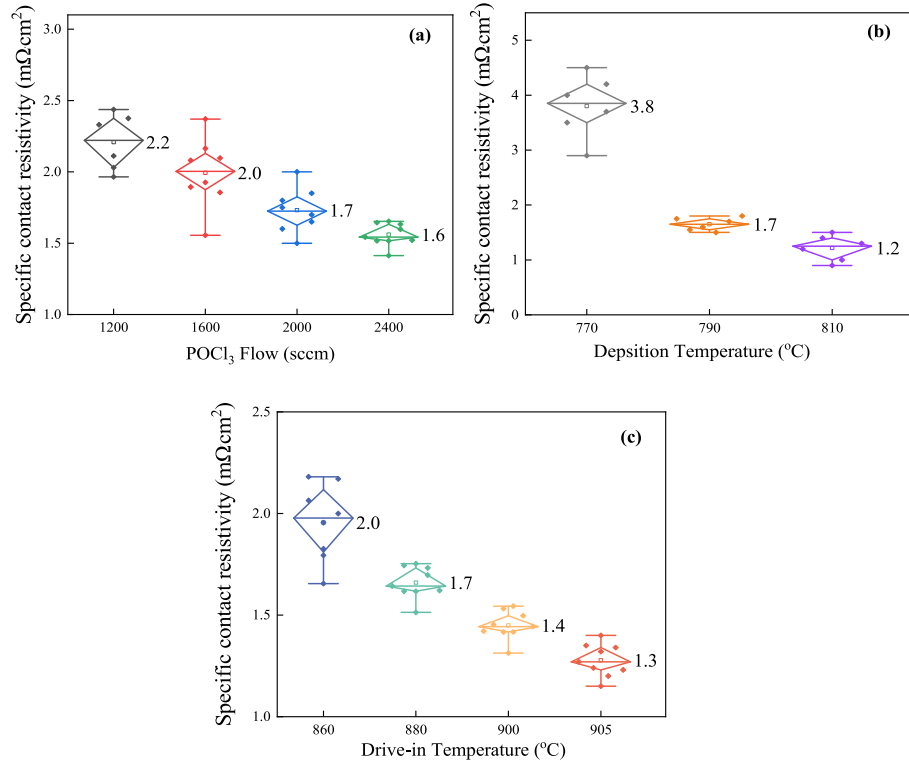 (a)
Specific contact resistivity (mΩcm²)
3.0
2.5
2.0
1.5
1.0
2.2
2.0
1.7
1.6
1200 1600 2000 2400
POCl₃ Flow (sccm)
(b)
Specific contact resistivity (mΩcm²)
5
4
3
2
1
0
3.8
1.7
1.2
770 790 810
Depsition Temperature (°C)
(c)
Specific contact resistivity (mΩcm²)
2.5
2.0
1.5
1.0
2.0
1.7
1.4
1.3
860 880 900 905
Drive-in Temperature (°C)